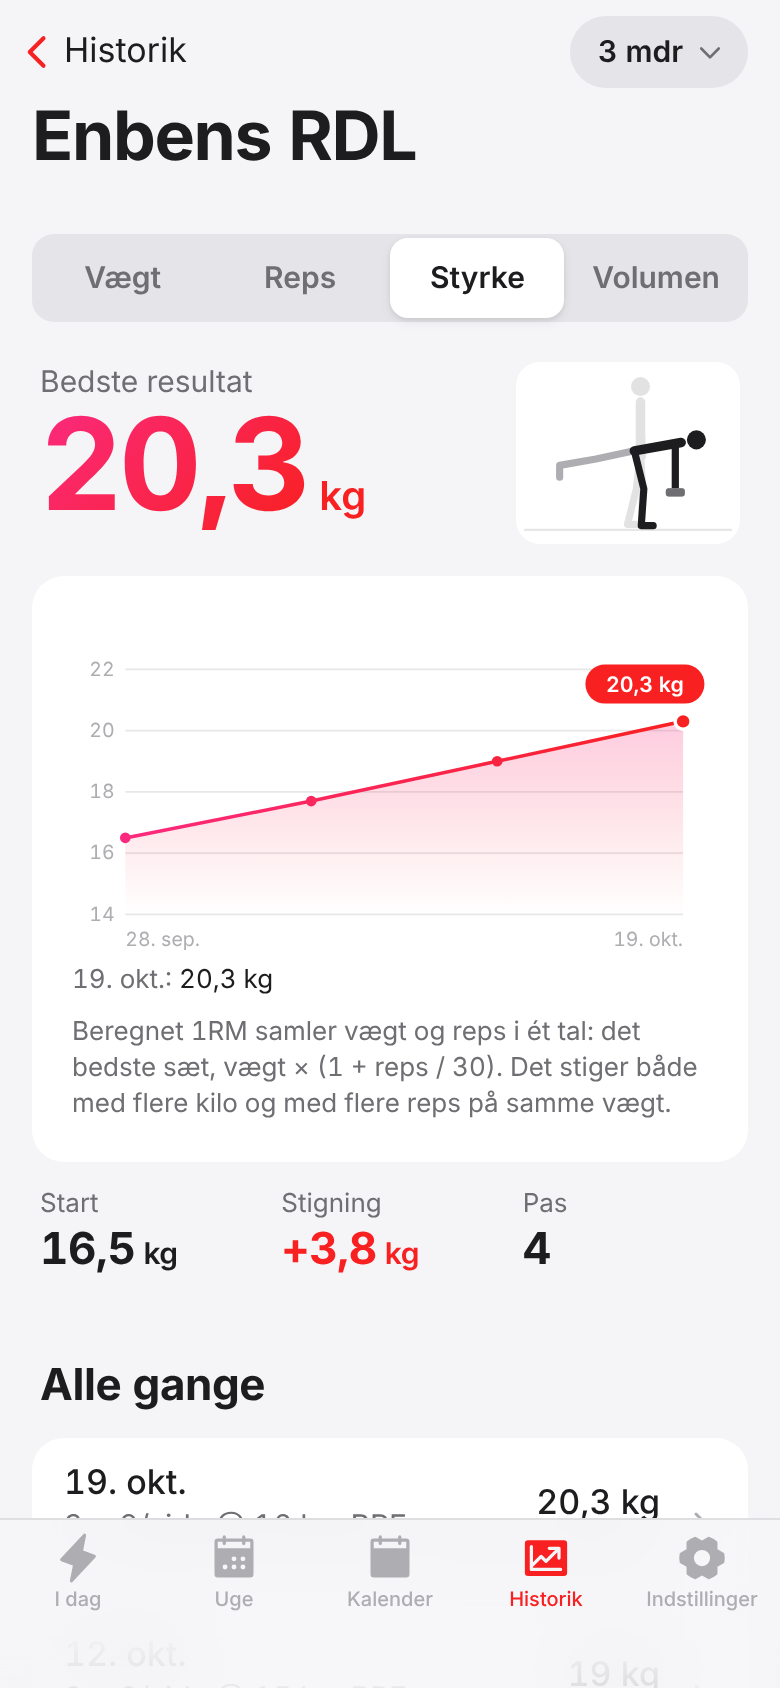 Historik
3 mdr
Enbens RDL
Vægt
Reps
Styrke
Volumen
Bedste resultat
20,3 kg
22
20,3 kg
20
18
16
14
28. sep.
19. okt.
19. okt.: 20,3 kg
Beregnet 1RM samler vægt og reps i ét tal: det
bedste sæt, vægt × (1 + reps / 30). Det stiger både
med flere kilo og med flere reps på samme vægt.
Start
Stigning
Pas
16,5 kg
+3,8 kg
4
Alle gange
19. okt.
20,3 kg
I dag
Uge
Kalender
Historik
Indstillinger
12. okt.
19 kg